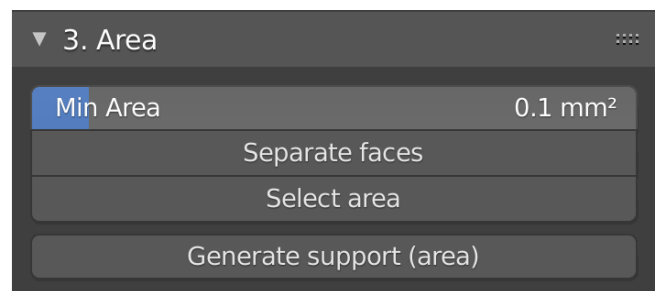 3. Area
Min Area 0.1 mm²
Separate faces
Select area
Generate support (area)